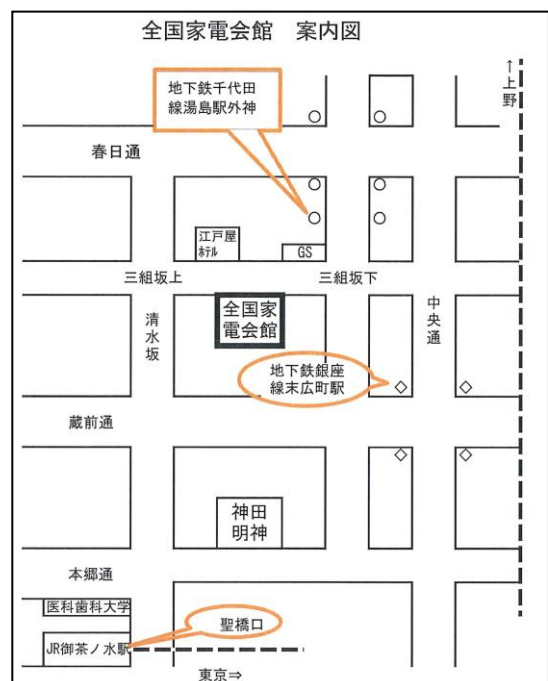 全国家電会館　案内図
↑上野
地下鉄千代田
線湯島駅外神
春日通
江戸屋
ﾎﾃﾙ
GS
三組坂上
三組坂下
清水坂
全国家
電会館
中央通
地下鉄銀座
線末広町駅
蔵前通
神田
明神
本郷通
医科歯科大学
聖橋口
JR御茶ノ水駅
東京⇒